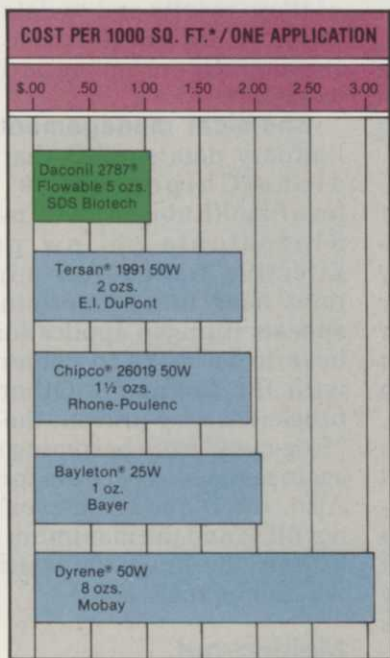 COST PER 1000 SQ. FT.*/ONE APPLICATION
$.00 .50 1.00 2.00 2.50 3.00
Daconil 2787®
Flowable 5 ozs.
SDS Biotech
Tersan® 1991 50W
2 ozs.
E.I. DuPont
Chipco® 26019 50W
1½ ozs.
Rhone-Poulenc
Bayleton® 25W
1 oz.
Bayer
Dyrene® 50W
8 ozs.
Mobay